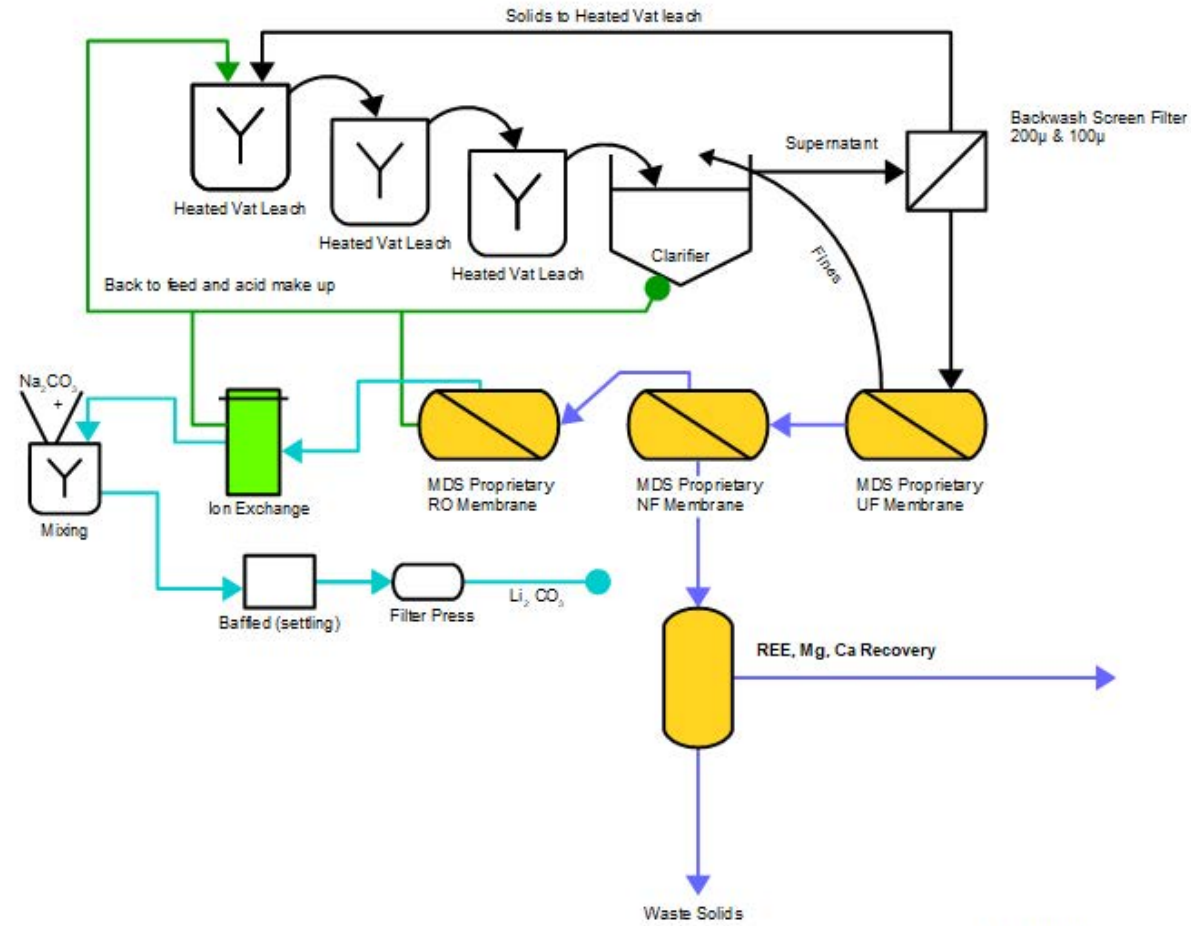 Solids to Heated Vat leach
Backwash Screen Filter
200µ & 100µ
Supernatant
Heated Vat Leach
Heated Vat Leach
Heated Vat Leach
Clarifier
Fines
Back to feed and acid make up
Na₂CO₃
+
Mixing
Ion Exchange
MDS Proprietary
RO Membrane
MDS Proprietary
NF Membrane
MDS Proprietary
UF Membrane
Baffled (settling)
Filter Press
Li₂ CO₃
REE, Mg, Ca Recovery
Waste Solids